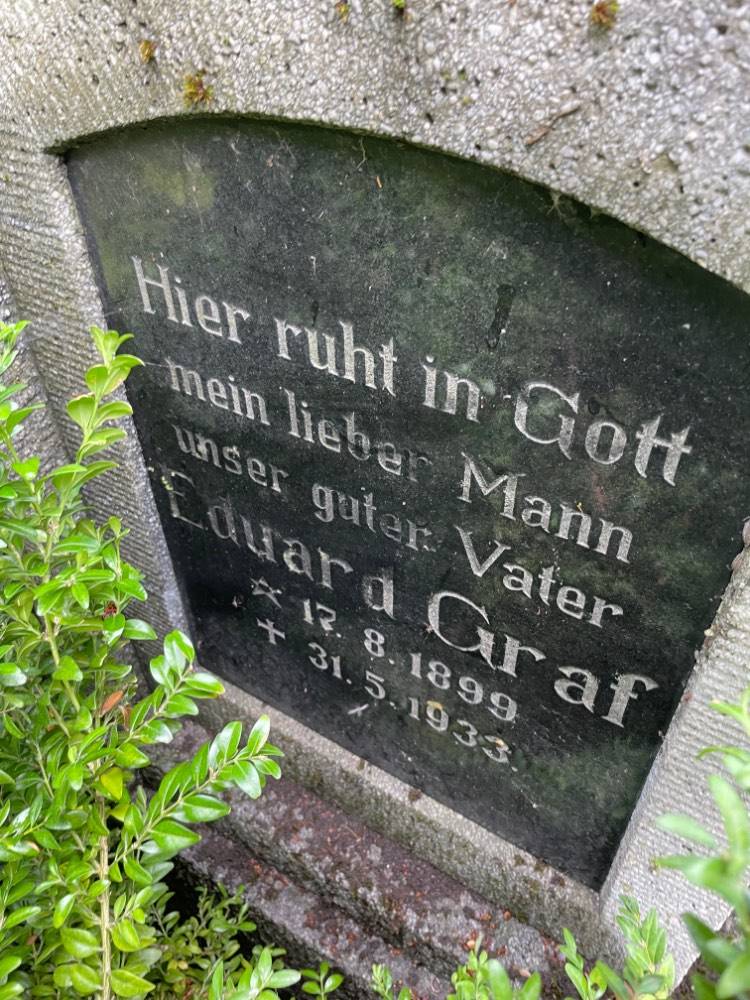 Hier ruht in Gott
mein lieber Mann
unser guter Vater
Eduard Graf
* 17. 8. 1899
† 31. 5. 1933.